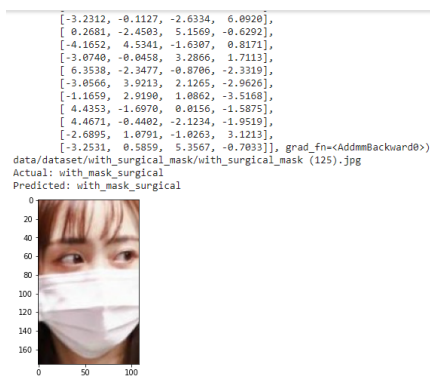 [-3.2312, -0.1127, -2.6334, 6.0920],
[ 0.2681, -2.4503, 5.1569, -0.6292],
[-4.1652, 4.5341, -1.6307, 0.8171],
[-3.0740, -0.0458, 3.2866, 1.7113],
[ 6.3538, -2.3477, -0.8706, -2.3319],
[-3.0566, 3.9213, 2.1265, -2.9626],
[-1.1659, 2.9190, 1.0862, -3.5168],
[ 4.4353, -1.6970, 0.0156, -1.5875],
[ 4.4671, -0.4402, -2.1234, -1.9519],
[-2.6895, 1.0791, -1.0263, 3.1213],
[-3.2531, 0.5859, 5.3567, -0.7033]], grad_fn=<AddmmBackward0>)
data/dataset/with_surgical_mask/with_surgical_mask (125).jpg
Actual: with_mask_surgical
Predicted: with_mask_surgical
0
20
40
60
80
100
120
140
160
0 50 100